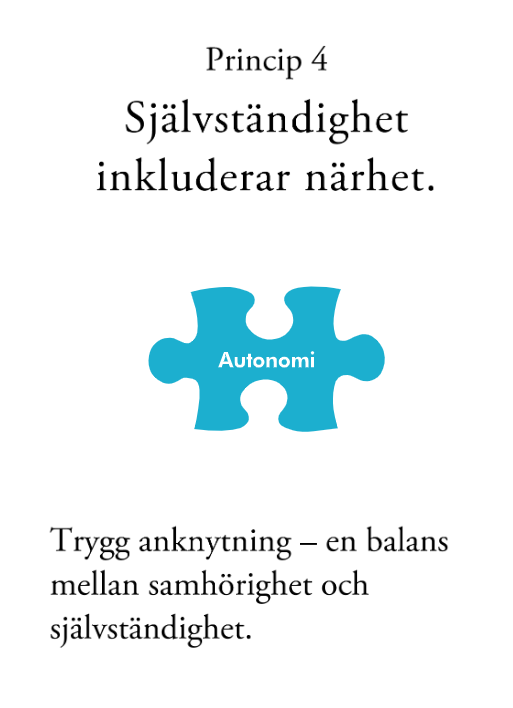 Princip 4
Självständighet
inkluderar närhet.
Autonomi
Trygg anknytning – en balans
mellan samhörighet och
självständighet.